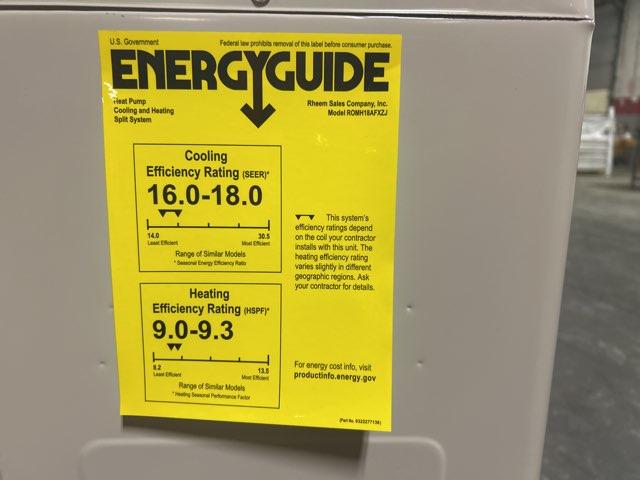 U.S. Government
Federal law prohibits removal of this label before consumer purchase.
ENERGYGUIDE
Heat Pump
Cooling and Heating
Split System
Rheem Sales Company, Inc.
Model ROMH18AFXZJ
Cooling
Efficiency Rating (SEER)*
16.0-18.0
14.0 30.5
Least Efficient Most Efficient
Range of Similar Models
* Seasonal Energy Efficiency Ratio
This system's
efficiency ratings depend
on the coil your contractor
installs with this unit. The
heating efficiency rating
varies slightly in different
geographic regions. Ask
your contractor for details.
Heating
Efficiency Rating (HSPF)*
9.0-9.3
8.2 13.5
Least Efficient Most Efficient
Range of Similar Models
* Heating Seasonal Performance Factor
For energy cost info, visit
productinfo.energy.gov
(Part No. 9322277138)